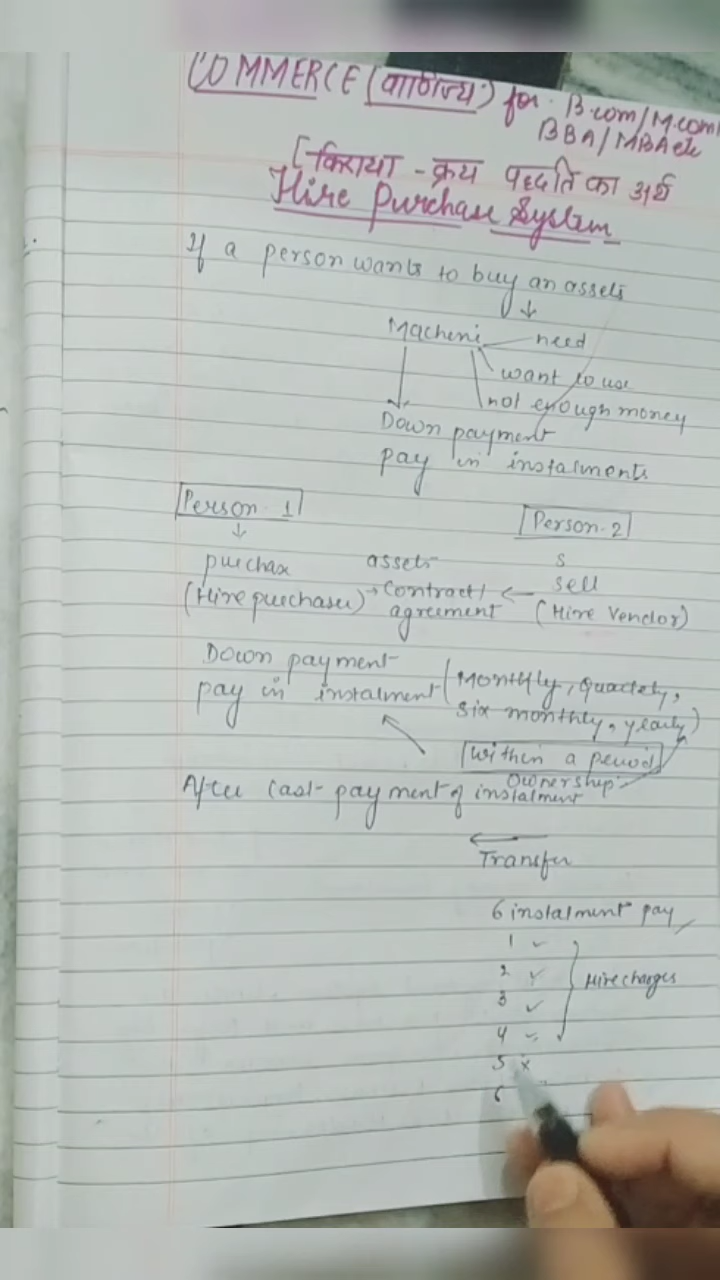 COMMERCE (वाणिज्य) for B.com/M.com
BBA/MBA etc
[किराया - क्रय पद्धति का अर्थ
Hire Purchase System
If a person wants to buy an assets
Macheni need
want to use
not enough money
Down payment
pay in instalments
Person 1
Person-2
purchase assets s
sell
(Hire purchaser) contract/
agreement (Hire Vendor)
Down payment
pay in instalment (Monthly, Quartely,
six monthly, yearly)
within a period
Ownership
After last payment of instalment
Transfer
6 instalment pay
1 ✓
2 ✓
3 ✓
4 ✓
Hire charges
5 x
6